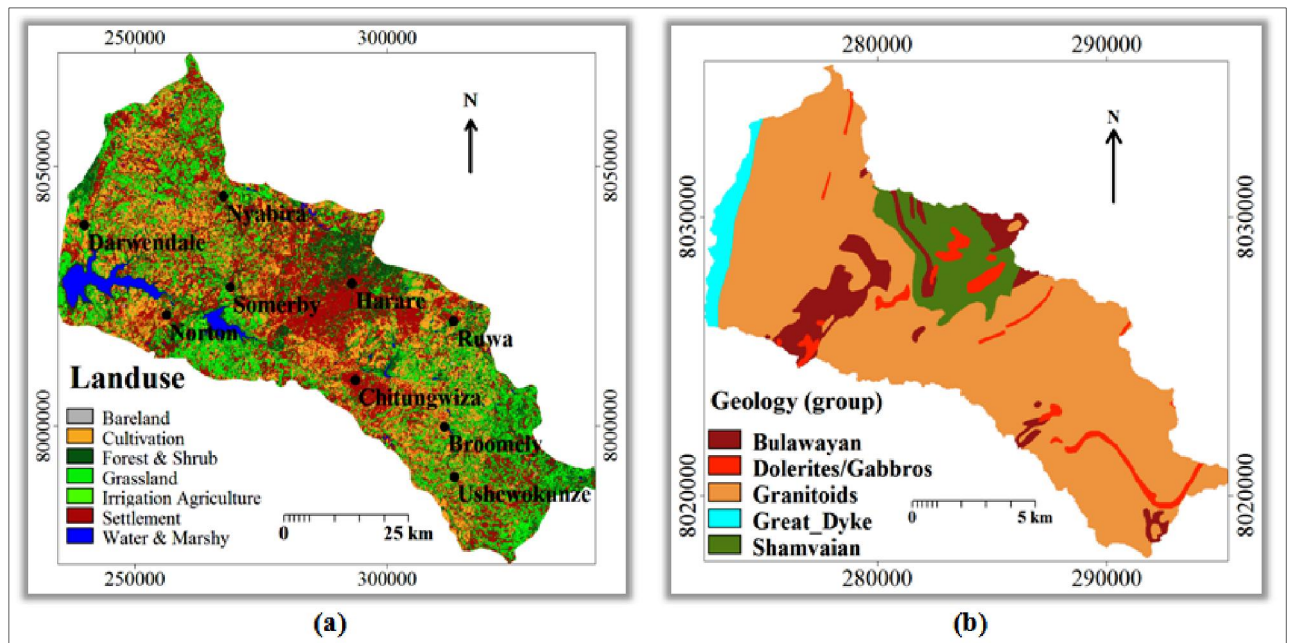 250000 300000
N
8050000
8050000
Nyabira
Darwendale
Somerby
Harare
Norton
Ruwa
Chitungwiza
Broomely
Ushewokunze
8000000
8000000
Landuse
Bareland
Cultivation
Forest & Shrub
Grassland
Irrigation Agriculture
Settlement
Water & Marshy
0 25 km
250000 300000
(a)
280000 290000
N
8030000
8030000
8020000
8020000
Geology (group)
Bulawayan
Dolerites/Gabbros
Granitoids
Great_Dyke
Shamvaian
0 5 km
280000 290000
(b)